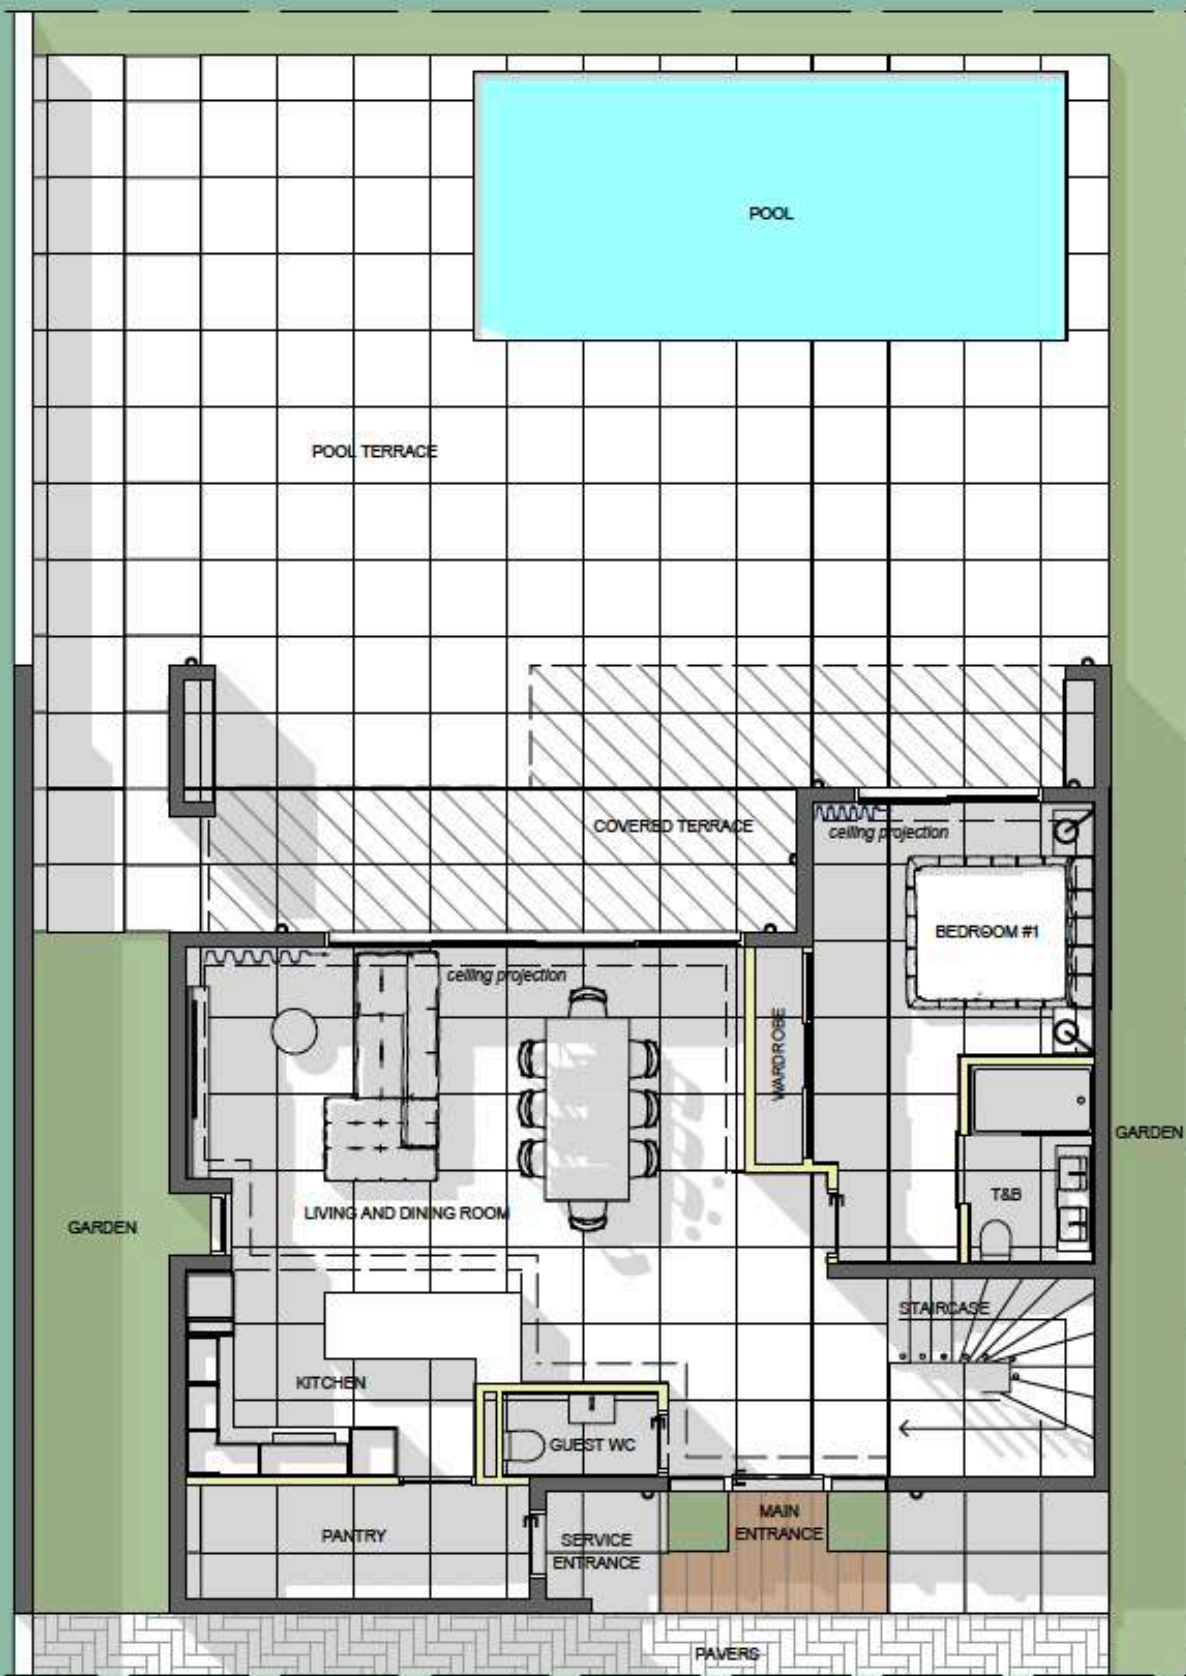 POOL
POOL TERRACE
COVERED TERRACE
ceiling projection
BEDROOM #1
ceiling projection
WARDROBE
GARDEN
T&B
LIVING AND DINING ROOM
GARDEN
STAIRCASE
KITCHEN
GUEST WC
MAIN
ENTRANCE
PANTRY
SERVICE
ENTRANCE
PAVERS